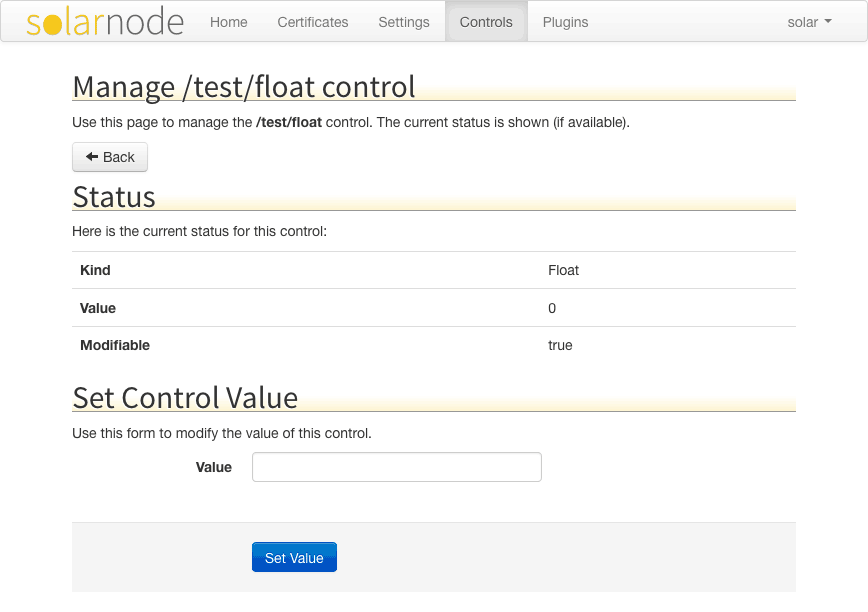 solarnode Home Certificates Settings Controls Plugins solar
Manage /test/float control
Use this page to manage the /test/float control. The current status is shown (if available).
Back
Status
Here is the current status for this control:
Kind Float
Value 0
Modifiable true
Set Control Value
Use this form to modify the value of this control.
Value
Set Value